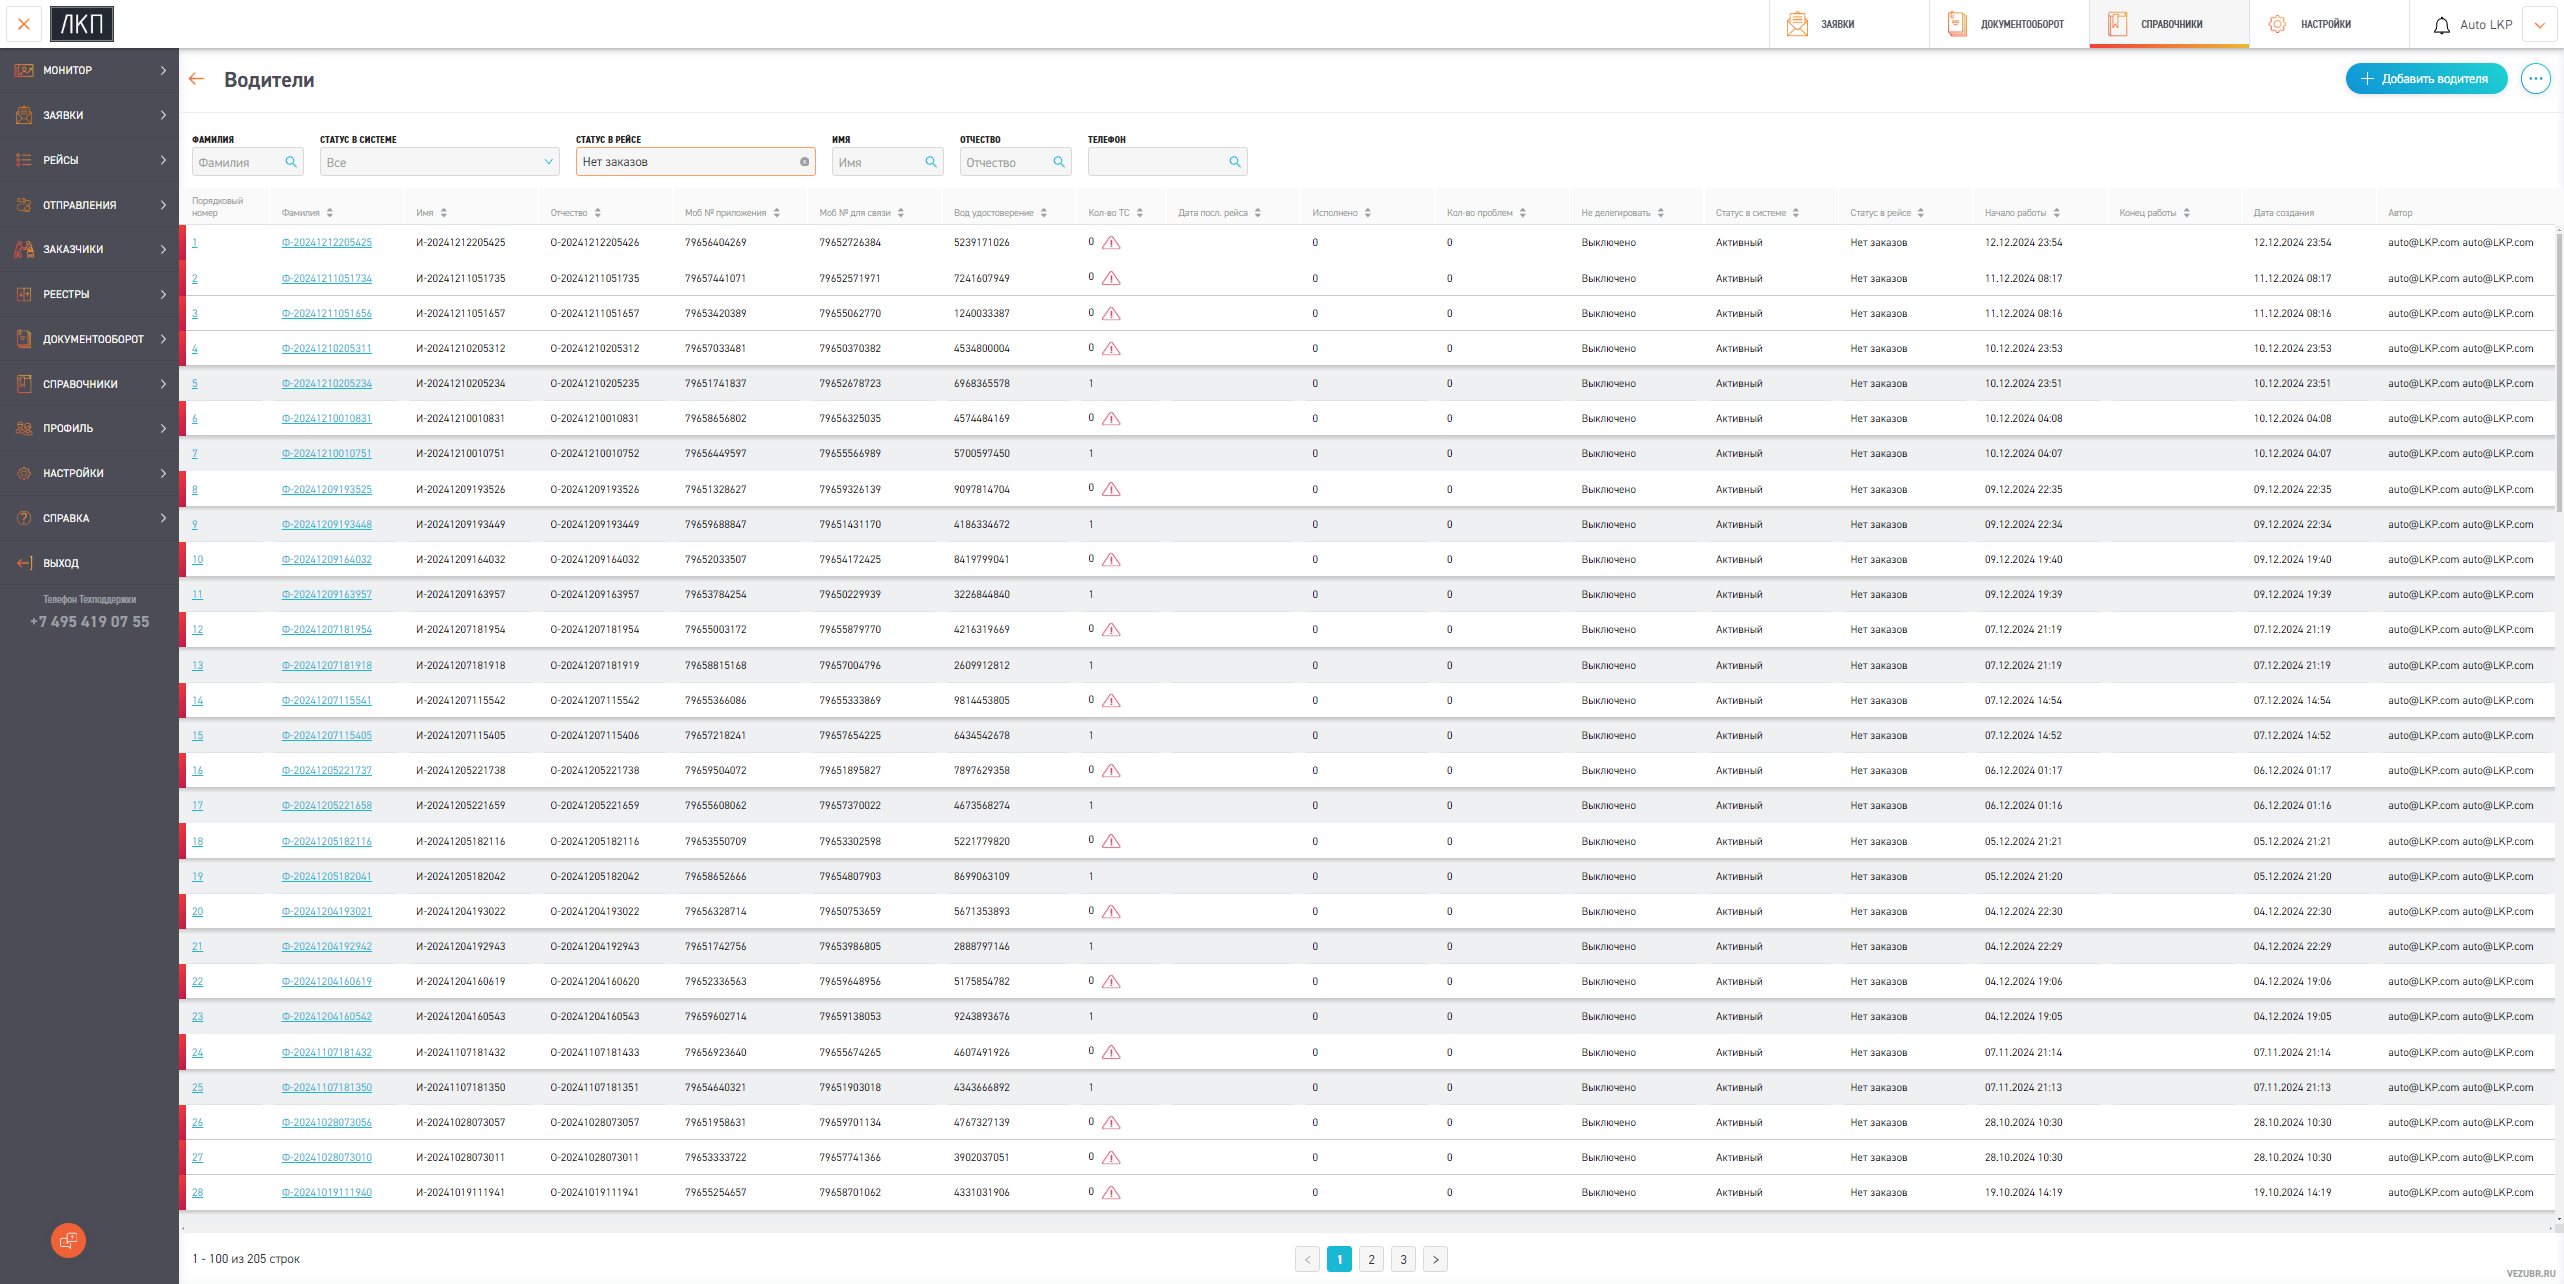 ЛКП ЗАЯВКИ ДОКУМЕНТООБОРОТ СПРАВОЧНИКИ НАСТРОЙКИ Auto LKP
МОНИТОР
ЗАЯВКИ
РЕЙСЫ
ОТПРАВЛЕНИЯ
ЗАКАЗЧИКИ
РЕЕСТРЫ
ДОКУМЕНТООБОРОТ
СПРАВОЧНИКИ
ПРОФИЛЬ
НАСТРОЙКИ
СПРАВКА
ВЫХОД
Телефон Техподдержки
+7 495 419 07 55
Водители
+ Добавить водителя
ФАМИЛИЯ СТАТУС В СИСТЕМЕ СТАТУС В РЕЙСЕ ИМЯ ОТЧЕСТВО ТЕЛЕФОН
Фамилия Все Нет заказов Имя Отчество
Порядковый номер Фамилия Имя Отчество Моб № приложения Моб № для связи Вод удостоверение Кол-во ТС Дата посл. рейса Исполнено Кол-во проблем Не делегировать Статус в системе Статус в рейсе Начало работы Конец работы Дата создания Автор
1 Ф-20241212205425 И-20241212205425 О-20241212205426 79656404269 79652726384 5239171026 0 0 0 Выключено Активный Нет заказов 12.12.2024 23:54 12.12.2024 23:54 auto@LKP.com auto@LKP.com
2 Ф-20241211051734 И-20241211051735 О-20241211051735 79657441071 79652571971 7241607949 0 0 0 Выключено Активный Нет заказов 11.12.2024 08:17 11.12.2024 08:17 auto@LKP.com auto@LKP.com
3 Ф-20241211051656 И-20241211051657 О-20241211051657 79653420389 79655062770 1240033387 0 0 0 Выключено Активный Нет заказов 11.12.2024 08:16 11.12.2024 08:16 auto@LKP.com auto@LKP.com
4 Ф-20241210205311 И-20241210205312 О-20241210205312 79657033481 79650370382 4534800004 0 0 0 Выключено Активный Нет заказов 10.12.2024 23:53 10.12.2024 23:53 auto@LKP.com auto@LKP.com
5 Ф-20241210205234 И-20241210205234 О-20241210205235 79651741837 79652678723 6968365578 1 0 0 Выключено Активный Нет заказов 10.12.2024 23:51 10.12.2024 23:51 auto@LKP.com auto@LKP.com
6 Ф-20241210010831 И-20241210010831 О-20241210010831 79658656802 79656325035 4574484169 0 0 0 Выключено Активный Нет заказов 10.12.2024 04:08 10.12.2024 04:08 auto@LKP.com auto@LKP.com
7 Ф-20241210010751 И-20241210010751 О-20241210010752 79656449597 79655566989 5700597450 1 0 0 Выключено Активный Нет заказов 10.12.2024 04:07 10.12.2024 04:07 auto@LKP.com auto@LKP.com
8 Ф-20241209193525 И-20241209193526 О-20241209193526 79651328627 79659326139 9097814704 0 0 0 Выключено Активный Нет заказов 09.12.2024 22:35 09.12.2024 22:35 auto@LKP.com auto@LKP.com
9 Ф-20241209193448 И-20241209193449 О-20241209193449 79659688847 79651431170 4186334672 1 0 0 Выключено Активный Нет заказов 09.12.2024 22:34 09.12.2024 22:34 auto@LKP.com auto@LKP.com
10 Ф-20241209164032 И-20241209164032 О-20241209164032 79652033507 79654172425 8419799041 0 0 0 Выключено Активный Нет заказов 09.12.2024 19:40 09.12.2024 19:40 auto@LKP.com auto@LKP.com
11 Ф-20241209163957 И-20241209163957 О-20241209163957 79653784254 79650229939 3226844840 1 0 0 Выключено Активный Нет заказов 09.12.2024 19:39 09.12.2024 19:39 auto@LKP.com auto@LKP.com
12 Ф-20241207181954 И-20241207181954 О-20241207181954 79655003172 79655879770 4216319669 0 0 0 Выключено Активный Нет заказов 07.12.2024 21:19 07.12.2024 21:19 auto@LKP.com auto@LKP.com
13 Ф-20241207181918 И-20241207181918 О-20241207181919 79658815168 79657004796 2609912812 1 0 0 Выключено Активный Нет заказов 07.12.2024 21:19 07.12.2024 21:19 auto@LKP.com auto@LKP.com
14 Ф-20241207115541 И-20241207115542 О-20241207115542 79655366086 79655333869 9814453805 0 0 0 Выключено Активный Нет заказов 07.12.2024 14:54 07.12.2024 14:54 auto@LKP.com auto@LKP.com
15 Ф-20241207115405 И-20241207115405 О-20241207115406 79657218241 79657654225 6434542678 1 0 0 Выключено Активный Нет заказов 07.12.2024 14:52 07.12.2024 14:52 auto@LKP.com auto@LKP.com
16 Ф-20241205221737 И-20241205221738 О-20241205221738 79659504072 79651895827 7897629358 0 0 0 Выключено Активный Нет заказов 06.12.2024 01:17 06.12.2024 01:17 auto@LKP.com auto@LKP.com
17 Ф-20241205221658 И-20241205221659 О-20241205221659 79655608062 79657370022 4673568274 1 0 0 Выключено Активный Нет заказов 06.12.2024 01:16 06.12.2024 01:16 auto@LKP.com auto@LKP.com
18 Ф-20241205182116 И-20241205182116 О-20241205182116 79653550709 79653302598 5221779820 0 0 0 Выключено Активный Нет заказов 05.12.2024 21:21 05.12.2024 21:21 auto@LKP.com auto@LKP.com
19 Ф-20241205182041 И-20241205182042 О-20241205182042 79658652666 79654807903 8699063109 1 0 0 Выключено Активный Нет заказов 05.12.2024 21:20 05.12.2024 21:20 auto@LKP.com auto@LKP.com
20 Ф-20241204193021 И-20241204193022 О-20241204193022 79656328714 79650753659 5671353893 0 0 0 Выключено Активный Нет заказов 04.12.2024 22:30 04.12.2024 22:30 auto@LKP.com auto@LKP.com
21 Ф-20241204192942 И-20241204192943 О-20241204192943 79651742756 79653986805 2888797146 1 0 0 Выключено Активный Нет заказов 04.12.2024 22:29 04.12.2024 22:29 auto@LKP.com auto@LKP.com
22 Ф-20241204160619 И-20241204160619 О-20241204160620 79652336563 79659648956 5175854782 0 0 0 Выключено Активный Нет заказов 04.12.2024 19:06 04.12.2024 19:06 auto@LKP.com auto@LKP.com
23 Ф-20241204160542 И-20241204160543 О-20241204160543 79659602714 79659138053 9243893676 1 0 0 Выключено Активный Нет заказов 04.12.2024 19:05 04.12.2024 19:05 auto@LKP.com auto@LKP.com
24 Ф-20241107181432 И-20241107181432 О-20241107181433 79656923640 79655674265 4607491926 0 0 0 Выключено Активный Нет заказов 07.11.2024 21:14 07.11.2024 21:14 auto@LKP.com auto@LKP.com
25 Ф-20241107181350 И-20241107181350 О-20241107181351 79654640321 79651903018 4343666892 1 0 0 Выключено Активный Нет заказов 07.11.2024 21:13 07.11.2024 21:13 auto@LKP.com auto@LKP.com
26 Ф-20241028073056 И-20241028073057 О-20241028073057 79651958631 79659701134 4767327139 0 0 0 Выключено Активный Нет заказов 28.10.2024 10:30 28.10.2024 10:30 auto@LKP.com auto@LKP.com
27 Ф-20241028073010 И-20241028073011 О-20241028073011 79653333722 79657741366 3902037051 0 0 0 Выключено Активный Нет заказов 28.10.2024 10:30 28.10.2024 10:30 auto@LKP.com auto@LKP.com
28 Ф-20241019111940 И-20241019111941 О-20241019111941 79655254657 79658701062 4331031906 0 0 0 Выключено Активный Нет заказов 19.10.2024 14:19 19.10.2024 14:19 auto@LKP.com auto@LKP.com
1 - 100 из 205 строк < 1 2 3 >
VEZUBR.RU